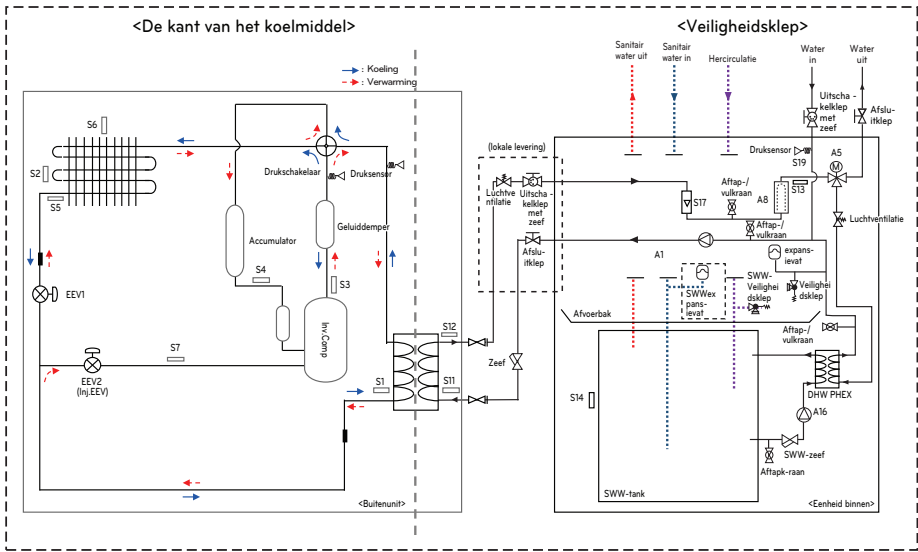 <De kant van het koelmiddel>
<Veiligheidsklep>
: Koeling
: Verwarming
S6
S2
S5
Drukschakelaar
Druksensor
Accumulator
Geluiddemper
S4
S3
EEV1
Inv.Comp
S7
EEV2
(Inj.EEV)
S1
S12
S11
<Buitenunit>
Sanitair
water uit
Sanitair
water in
Hercirculatie
Water
in
Water
uit
Uitscha -
kelklep
met
zeef
Afslu-
itklep
(lokale levering)
Luchtve
ntilatie
Uitscha -
kelklep
met
zeef
Afslu-
itklep
Zeef
Druksensor
S19
A5
M
S13
S17
Aftap-/
vulkraan
A8
Luchtventilatie
Aftap-/
vulkraan
A1
expans-
ievat
SWWex
pans-
ievat
SWW-
Veilighei
dsklep
Veilighei
dsklep
Afvoerbak
Aftap-/
vulkraan
DHW PHEX
S14
A16
SWW-zeef
Aftapk-raan
SWW-tank
<Eenheid binnen>